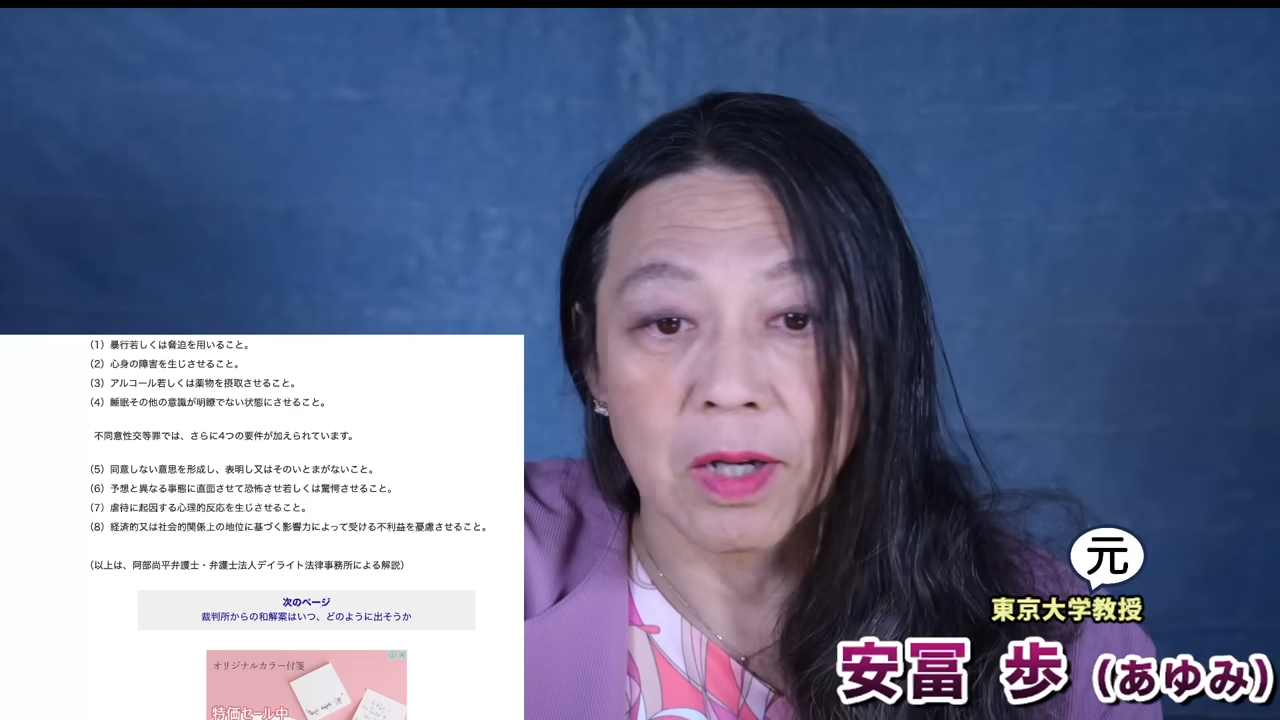 （1）暴行若しくは脅迫を用いること。
（2）心身の障害を生じさせること。
（3）アルコール若しくは薬物を摂取させること。
（4）睡眠その他の意識が明瞭でない状態にさせること。
不同意性交等罪では、さらに4つの要件が加えられています。
（5）同意しない意思を形成し、表明し又はそのいとまがないこと。
（6）予想と異なる事態に直面させて恐怖させ若しくは驚愕させること。
（7）虐待に起因する心理的反応を生じさせること。
（8）経済的又は社会的関係上の地位に基づく影響力によって受ける不利益を憂慮させること。
（以上は、阿部尚平弁護士・弁護士法人デイライト法律事務所による解説）
次のページ
裁判所からの和解案はいつ、どのように出そうか
オリジナルカラー付箋
特価セール中
元
東京大学教授
安冨 歩（あゆみ）